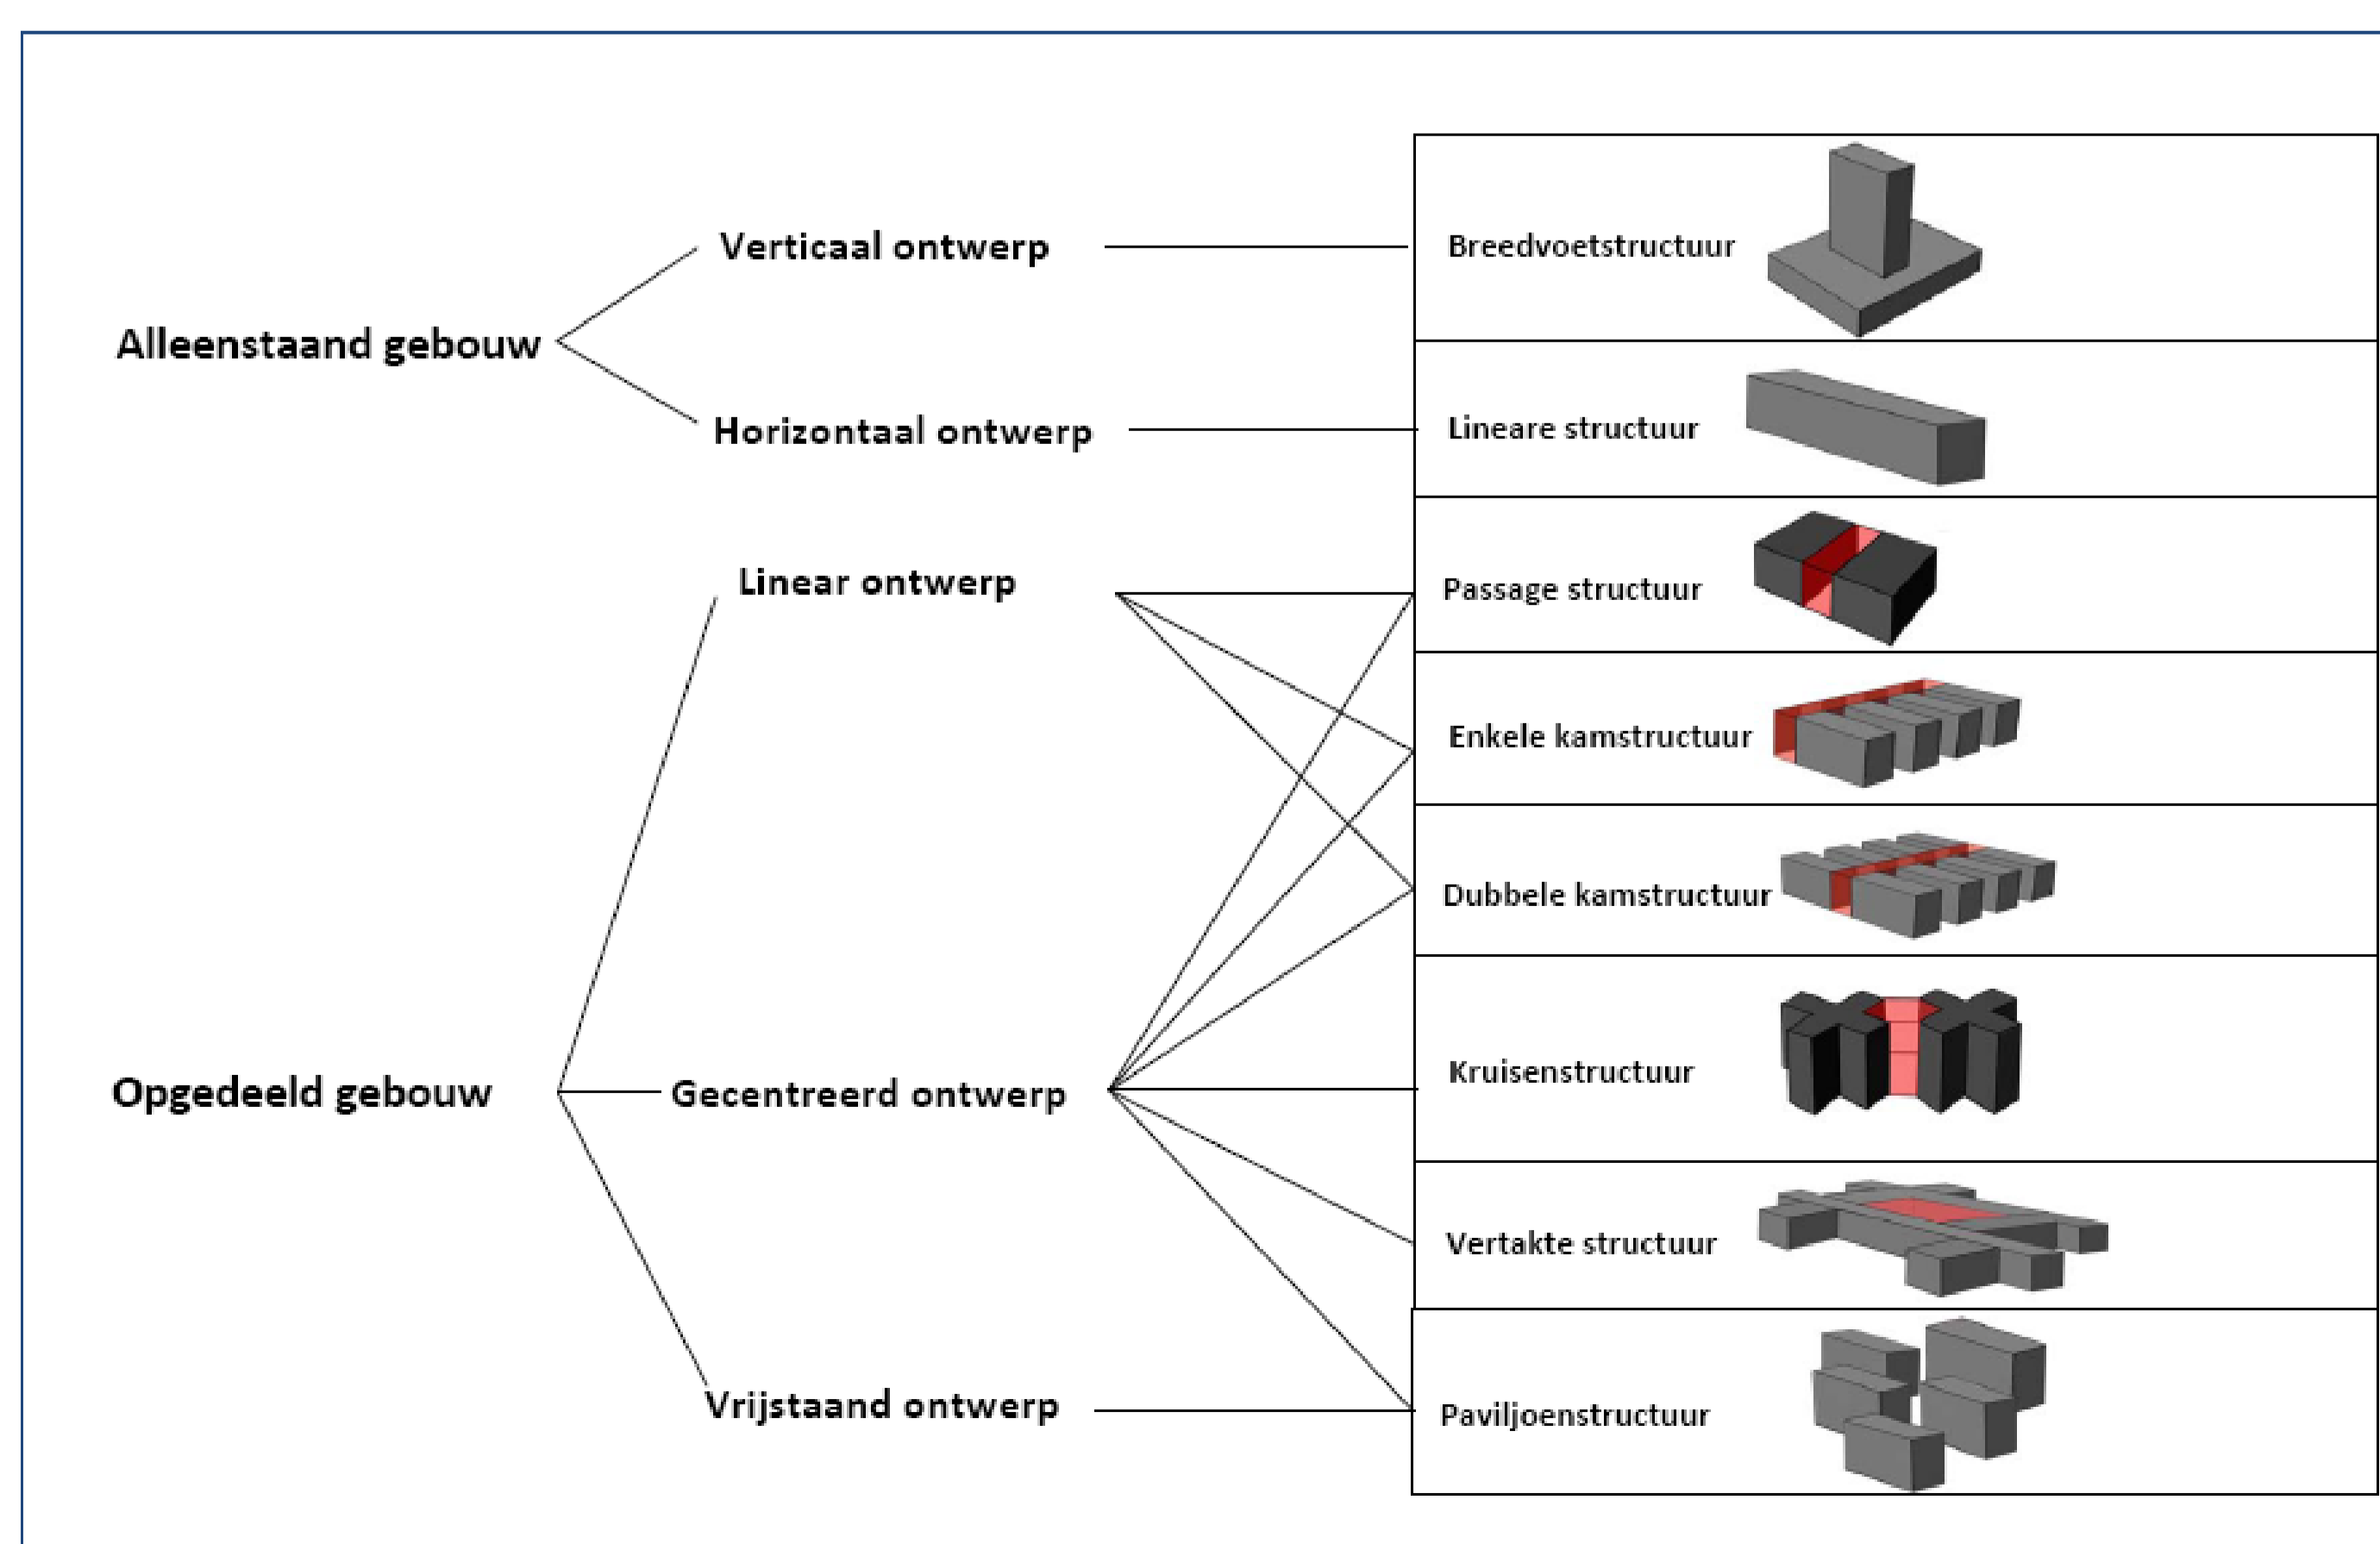 Verticaal ontwerp
Breedvoetstructuur
Alleenstaand gebouw
Horizontaal ontwerp
Lineare structuur
Linear ontwerp
Passage structuur
Enkele kamstructuur
Dubbele kamstructuur
Opgedeeld gebouw
Gecentreerd ontwerp
Kruisenstructuur
Vertakte structuur
Vrijstaand ontwerp
Paviljoenstructuur